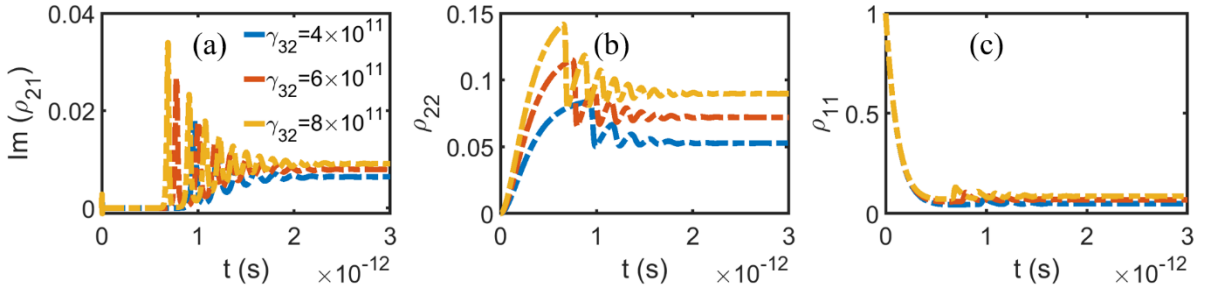 0.04
0.02
0
Im (ρ21)
(a)
γ32=4×10^11
γ32=6×10^11
γ32=8×10^11
0 1 2 3
t (s) ×10^-12
0.15
0.1
0.05
0
ρ22
(b)
0 1 2 3
t (s) ×10^-12
1
0.5
0
ρ11
(c)
0 1 2 3
t (s) ×10^-12